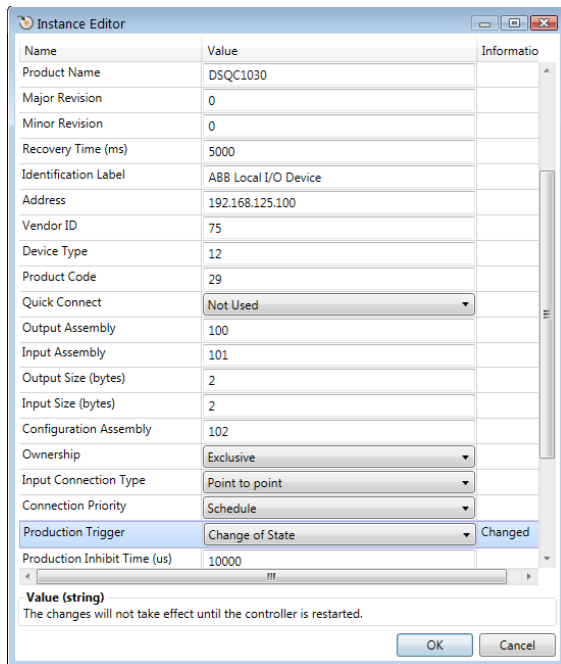 Instance Editor
Name Value Informatio
Product Name DSQC1030
Major Revision 0
Minor Revision 0
Recovery Time (ms) 5000
Identification Label ABB Local I/O Device
Address 192.168.125.100
Vendor ID 75
Device Type 12
Product Code 29
Quick Connect Not Used
Output Assembly 100
Input Assembly 101
Output Size (bytes) 2
Input Size (bytes) 2
Configuration Assembly 102
Ownership Exclusive
Input Connection Type Point to point
Connection Priority Schedule
Production Trigger Change of State Changed
Production Inhibit Time (us) 10000
Value (string)
The changes will not take effect until the controller is restarted.
OK Cancel